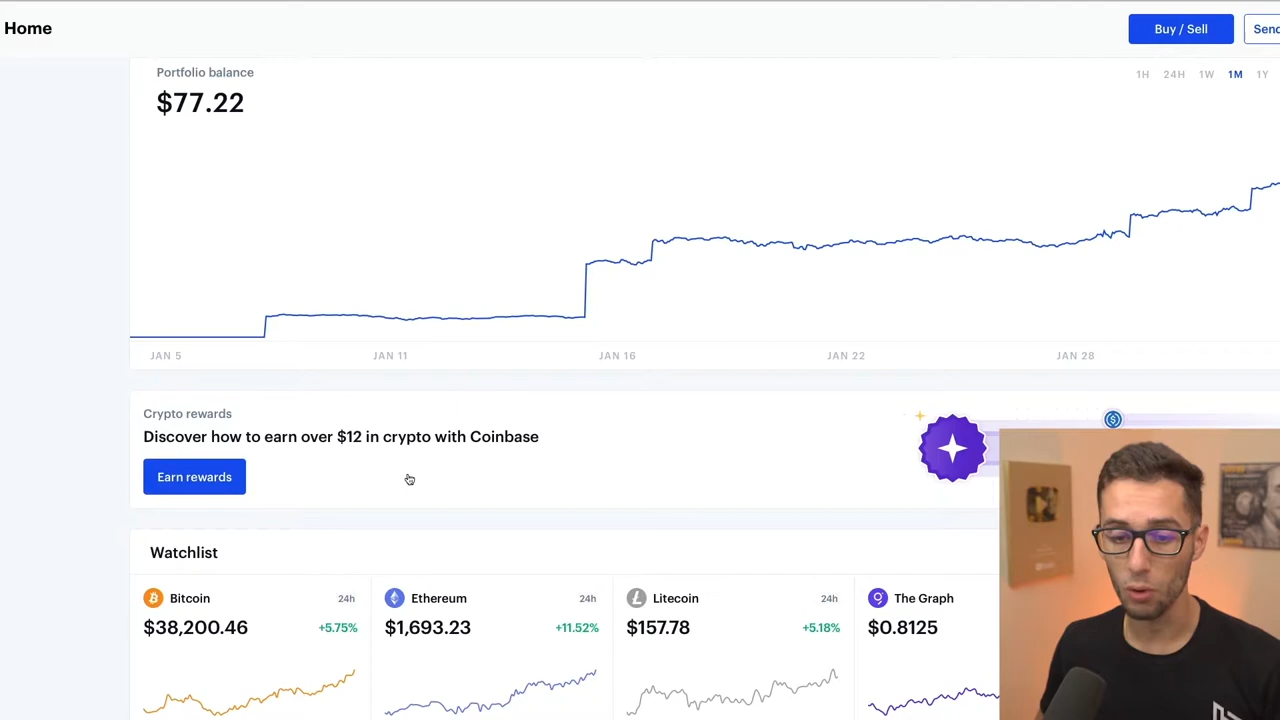 Home
Buy / Sell
Send
Portfolio balance
$77.22
1H 24H 1W 1M 1Y
JAN 5 JAN 11 JAN 16 JAN 22 JAN 28
Crypto rewards
Discover how to earn over $12 in crypto with Coinbase
Earn rewards
Watchlist
Bitcoin 24h
$38,200.46 +5.75%
Ethereum 24h
$1,693.23 +11.52%
Litecoin 24h
$157.78 +5.18%
The Graph
$0.8125